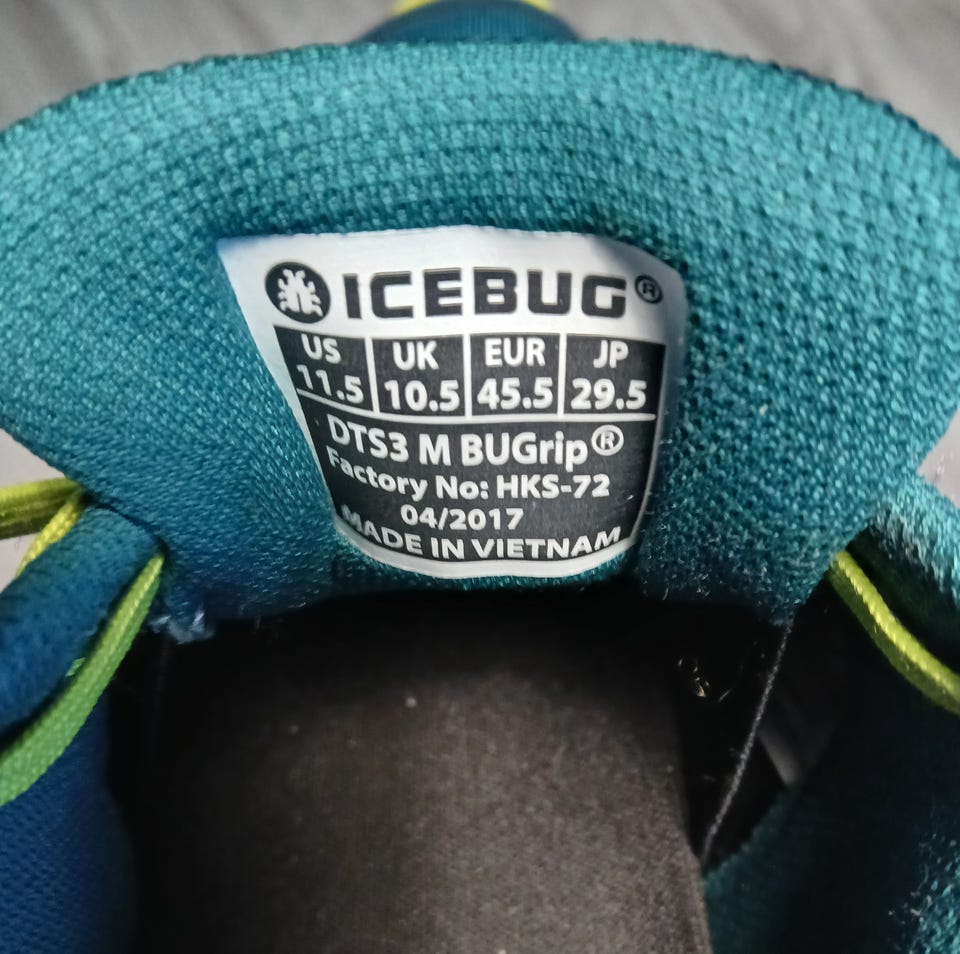 ICEBUG®
US UK EUR JP
11.5 10.5 45.5 29.5
DTS3 M BUGrip®
Factory No: HKS-72
04/2017
MADE IN VIETNAM